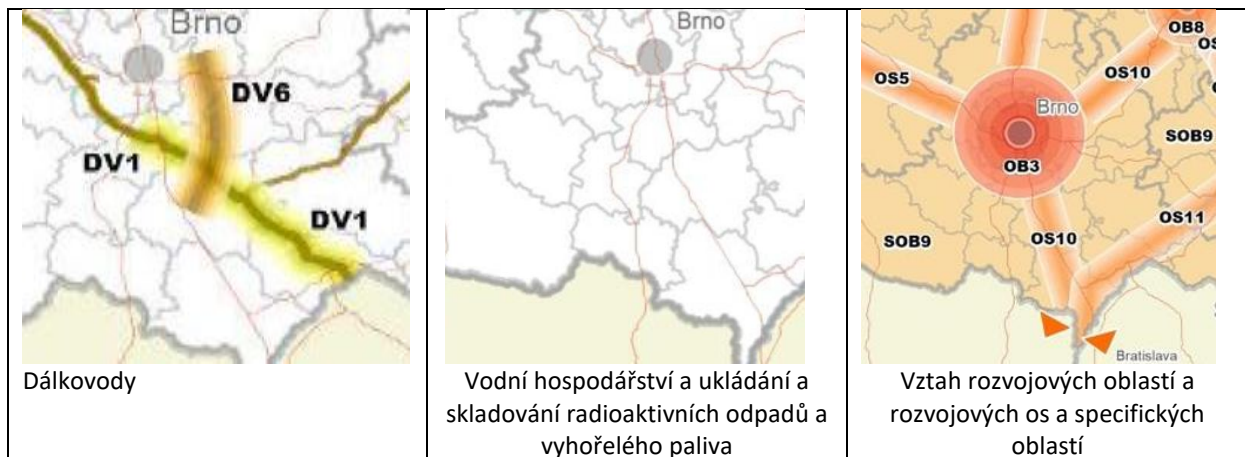 Brno
DV6
DV1
DV1
Dálkovody
Brno
Vodní hospodářství a ukládání a
skladování radioaktivních odpadů a
vyhořelého paliva
OB8
OS5
OS10
Brno
SOB9
OB3
OS11
SOB9
OS10
Bratislava
Vztah rozvojových oblastí a
rozvojových os a specifických
oblastí